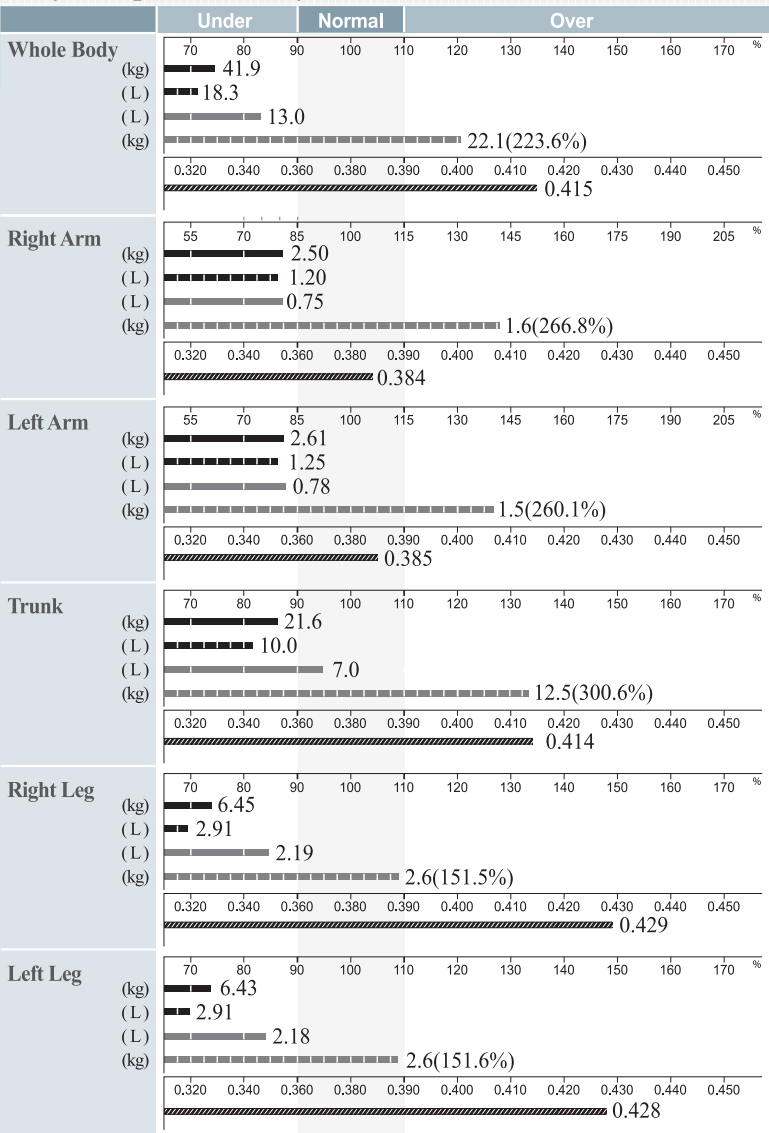 Under Normal Over
Whole Body 70 80 90 100 110 120 130 140 150 160 170 %
(kg) 41.9
(L) 18.3
(L) 13.0
(kg) 22.1(223.6%)
0.320 0.340 0.360 0.380 0.390 0.400 0.410 0.420 0.430 0.440 0.450
0.415
Right Arm 55 70 85 100 115 130 145 160 175 190 205 %
(kg) 2.50
(L) 1.20
(L) 0.75
(kg) 1.6(266.8%)
0.320 0.340 0.360 0.380 0.390 0.400 0.410 0.420 0.430 0.440 0.450
0.384
Left Arm 55 70 85 100 115 130 145 160 175 190 205 %
(kg) 2.61
(L) 1.25
(L) 0.78
(kg) 1.5(260.1%)
0.320 0.340 0.360 0.380 0.390 0.400 0.410 0.420 0.430 0.440 0.450
0.385
Trunk 70 80 90 100 110 120 130 140 150 160 170 %
(kg) 21.6
(L) 10.0
(L) 7.0
(kg) 12.5(300.6%)
0.320 0.340 0.360 0.380 0.390 0.400 0.410 0.420 0.430 0.440 0.450
0.414
Right Leg 70 80 90 100 110 120 130 140 150 160 170 %
(kg) 6.45
(L) 2.91
(L) 2.19
(kg) 2.6(151.5%)
0.320 0.340 0.360 0.380 0.390 0.400 0.410 0.420 0.430 0.440 0.450
0.429
Left Leg 70 80 90 100 110 120 130 140 150 160 170 %
(kg) 6.43
(L) 2.91
(L) 2.18
(kg) 2.6(151.6%)
0.320 0.340 0.360 0.380 0.390 0.400 0.410 0.420 0.430 0.440 0.450
0.428